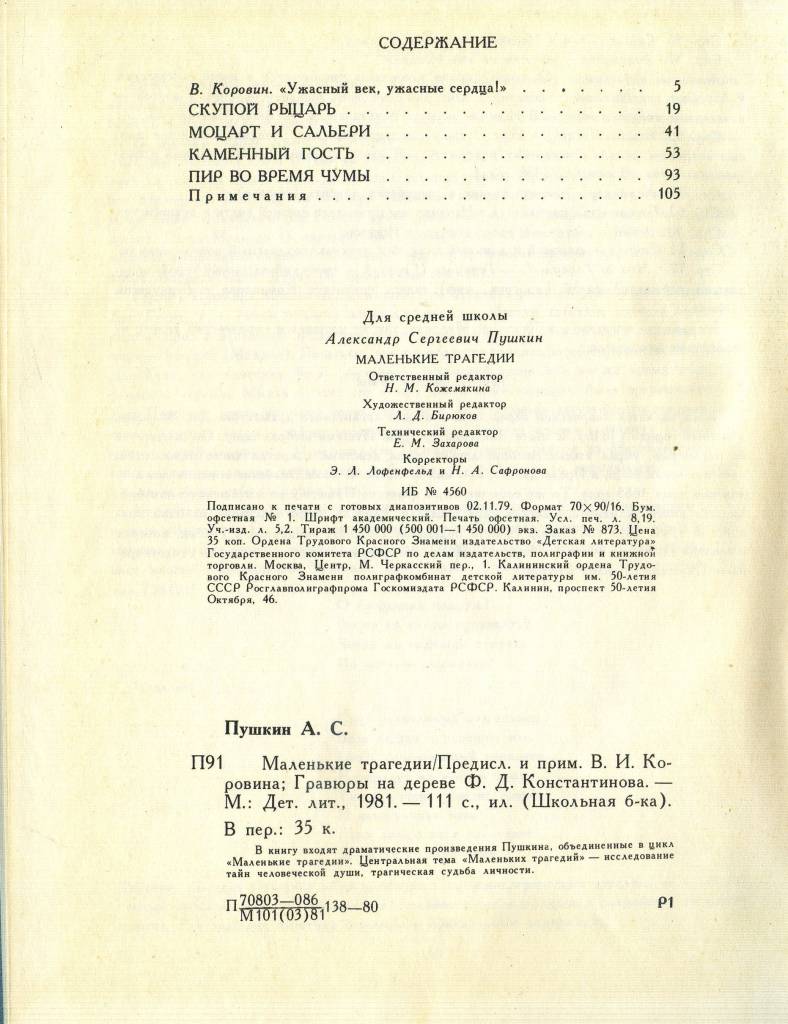 СОДЕРЖАНИЕ
В. Коровин. «Ужасный век, ужасные сердца!» . . . . . . . 5
СКУПОЙ РЫЦАРЬ . . . . . . . . . . . . . . . . 19
МОЦАРТ И САЛЬЕРИ . . . . . . . . . . . . . . 41
КАМЕННЫЙ ГОСТЬ . . . . . . . . . . . . . . . 53
ПИР ВО ВРЕМЯ ЧУМЫ . . . . . . . . . . . . . . 93
Примечания . . . . . . . . . . . . . . . . . . 105
Для средней школы
Александр Сергеевич Пушкин
МАЛЕНЬКИЕ ТРАГЕДИИ
Ответственный редактор
Н. М. Кожемякина
Художественный редактор
Л. Д. Бирюков
Технический редактор
Е. М. Захарова
Корректоры
Э. Л. Лофенфельд и Н. А. Сафронова
ИБ № 4560
Подписано к печати с готовых диапозитивов 02.11.79. Формат 70×90/16. Бум.
офсетная № 1. Шрифт академический. Печать офсетная. Усл. печ. л. 8,19.
Уч.-изд. л. 5,2. Тираж 1 450 000 (500 001—1 450 000) экз. Заказ № 873. Цена
35 коп. Ордена Трудового Красного Знамени издательство «Детская литература»
Государственного комитета РСФСР по делам издательств, полиграфии и книжной
торговли. Москва, Центр, М. Черкасский пер., 1. Калининский ордена Трудо-
вого Красного Знамени полиграфкомбинат детской литературы им. 50-летия
СССР Росглавполиграфпрома Госкомиздата РСФСР. Калинин, проспект 50-летия
Октября, 46.
Пушкин А. С.
П91 Маленькие трагедии/Предисл. и прим. В. И. Ко-
ровина; Гравюры на дереве Ф. Д. Константинова. —
М.: Дет. лит., 1981. — 111 с., ил. (Школьная б-ка).
В пер.: 35 к.
В книгу входят драматические произведения Пушкина, объединенные в цикл
«Маленькие трагедии». Центральная тема «Маленьких трагедий» — исследование
тайн человеческой души, трагическая судьба личности.
П 70803—086
М101(03)81 138—80 Р1